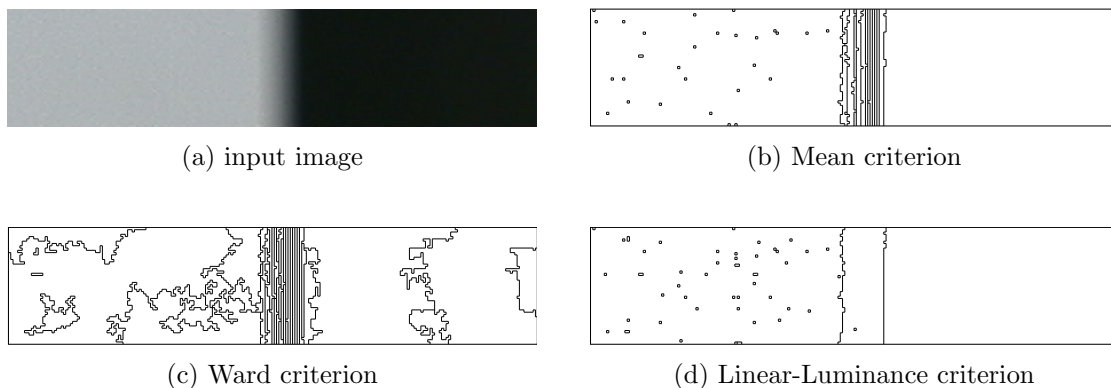 (a) input image
(b) Mean criterion
(c) Ward criterion
(d) Linear-Luminance criterion